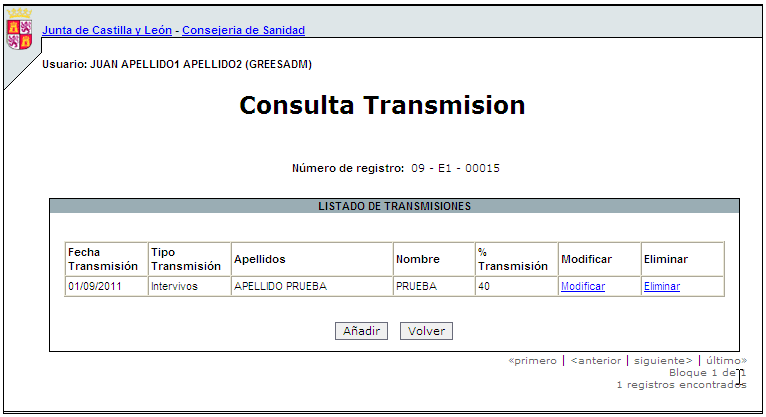 Junta de Castilla y León - Consejeria de Sanidad
Usuario: JUAN APELLIDO1 APELLIDO2 (GREESADM)
Consulta Transmision
Número de registro: 09 - E1 - 00015
LISTADO DE TRANSMISIONES
Fecha Transmisión Tipo Transmisión Apellidos Nombre % Transmisión Modificar Eliminar
01/09/2011 Intervivos APELLIDO PRUEBA PRUEBA 40 Modificar Eliminar
Añadir Volver
«primero | <anterior | siguiente> | último»
Bloque 1 de 1
1 registros encontrados